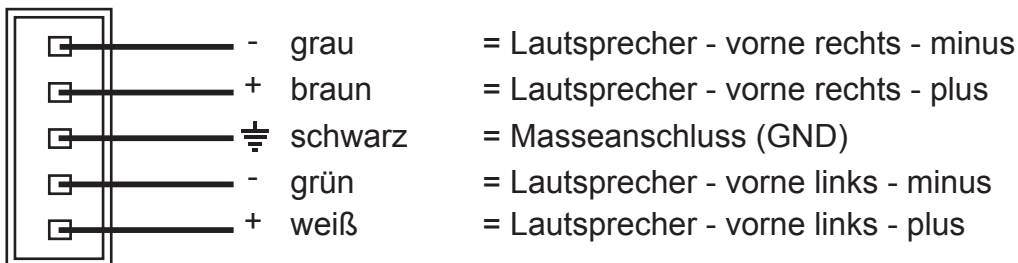 - grau = Lautsprecher - vorne rechts - minus
+ braun = Lautsprecher - vorne rechts - plus
schwarz = Masseanschluss (GND)
- grün = Lautsprecher - vorne links - minus
+ weiß = Lautsprecher - vorne links - plus